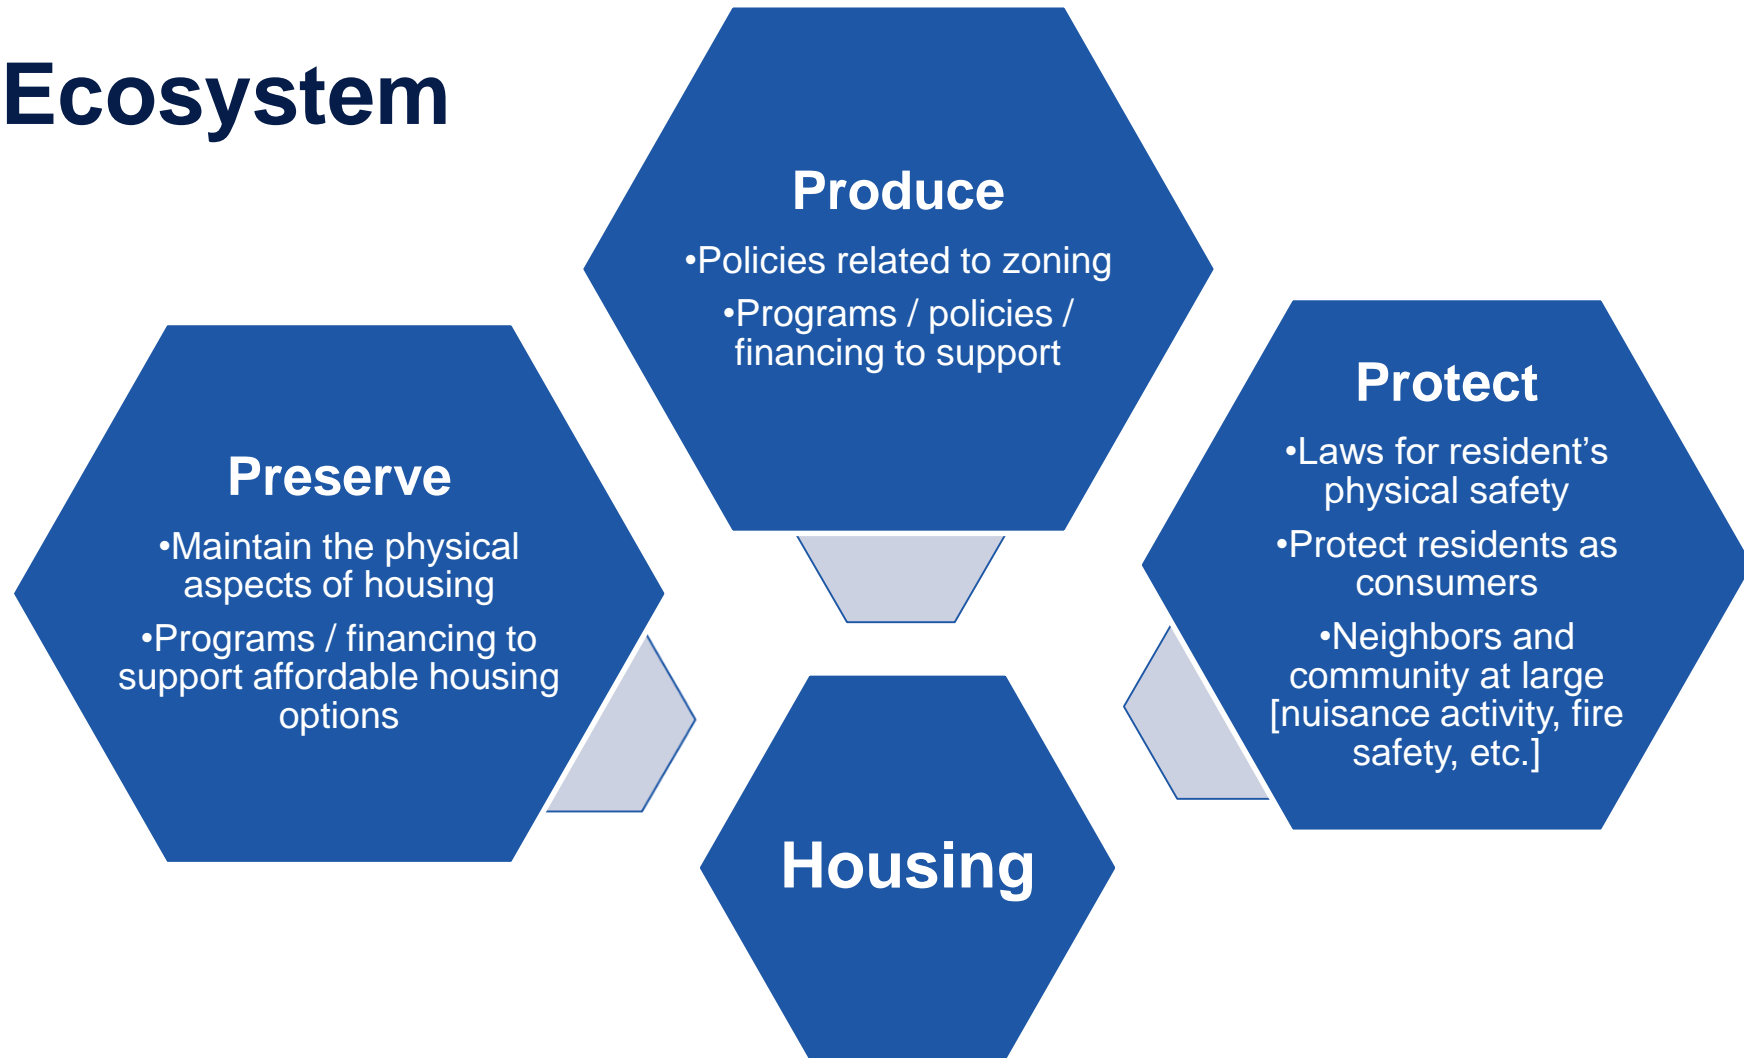 Ecosystem
Produce
•Policies related to zoning
•Programs / policies /
financing to support
Preserve
•Maintain the physical
aspects of housing
•Programs / financing to
support affordable housing
options
Protect
•Laws for resident’s
physical safety
•Protect residents as
consumers
•Neighbors and
community at large
[nuisance activity, fire
safety, etc.]
Housing